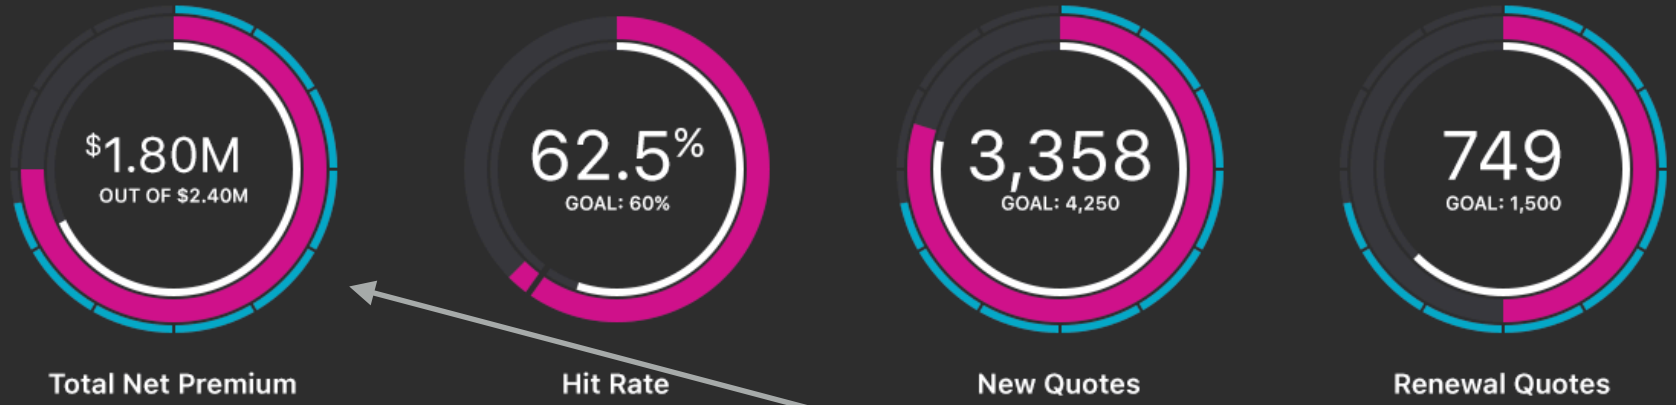 $1.80M
OUT OF $2.40M
Total Net Premium
62.5%
GOAL: 60%
Hit Rate
3,358
GOAL: 4,250
New Quotes
749
GOAL: 1,500
Renewal Quotes